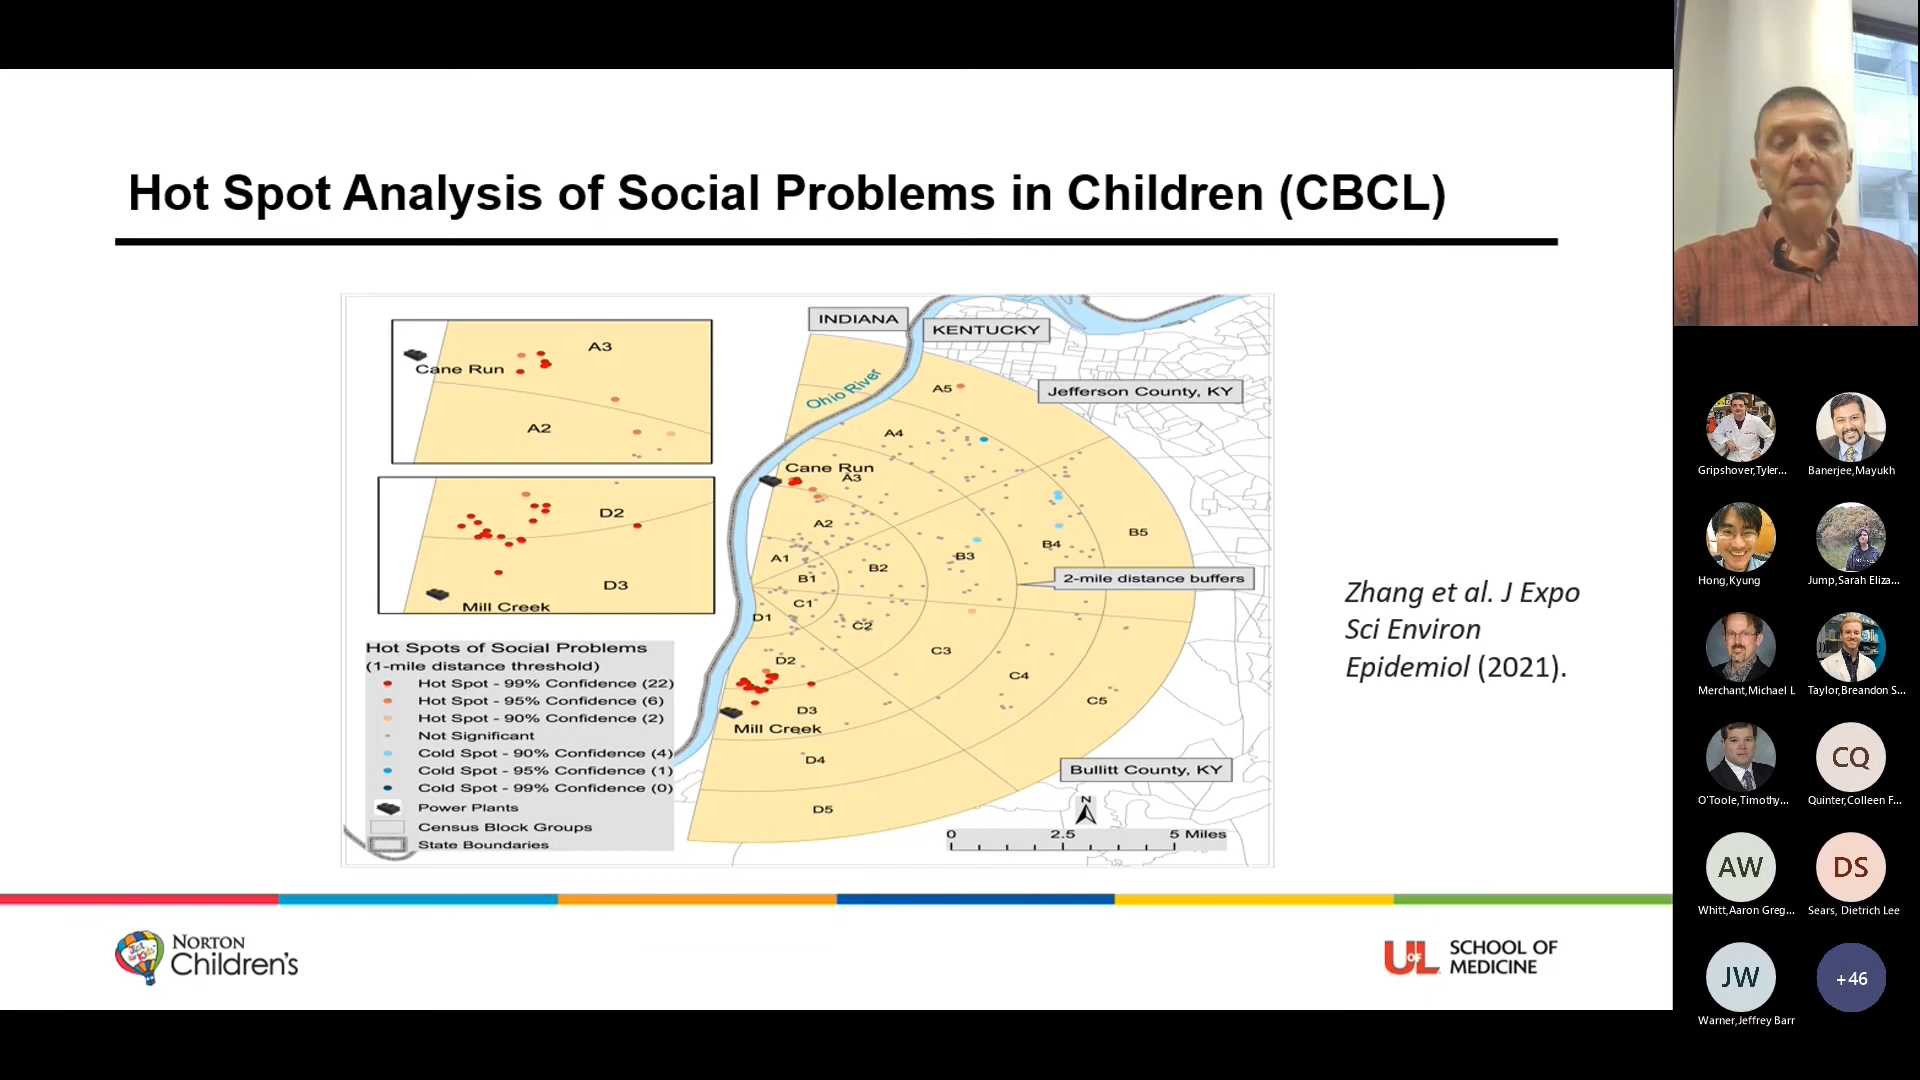 Hot Spot Analysis of Social Problems in Children (CBCL)
INDIANA
KENTUCKY
Jefferson County, KY
Ohio River
A5
A4
Cane Run
A3
A2
A1
B1
B2
B3
B4
B5
2-mile distance buffers
C1
C2
C3
C4
C5
D1
D2
D3
Mill Creek
D4
D5
Bullitt County, KY
N
0 2.5 5 Miles
A3
Cane Run
A2
D2
D3
Mill Creek
Hot Spots of Social Problems
(1-mile distance threshold)
Hot Spot - 99% Confidence (22)
Hot Spot - 95% Confidence (6)
Hot Spot - 90% Confidence (2)
Not Significant
Cold Spot - 90% Confidence (4)
Cold Spot - 95% Confidence (1)
Cold Spot - 99% Confidence (0)
Power Plants
Census Block Groups
State Boundaries
Zhang et al. J Expo
Sci Environ
Epidemiol (2021).
NORTON
Children's
UofL
SCHOOL OF
MEDICINE
Gripshover,Tyler...
Banerjee,Mayukh
Hong,Kyung
Jump,Sarah Eliza...
Merchant,Michael L
Taylor,Breandon S...
O'Toole,Timothy...
CQ
Quinter,Colleen F...
AW
Whitt,Aaron Greg...
DS
Sears, Dietrich Lee
JW
Warner,Jeffrey Barr
+46